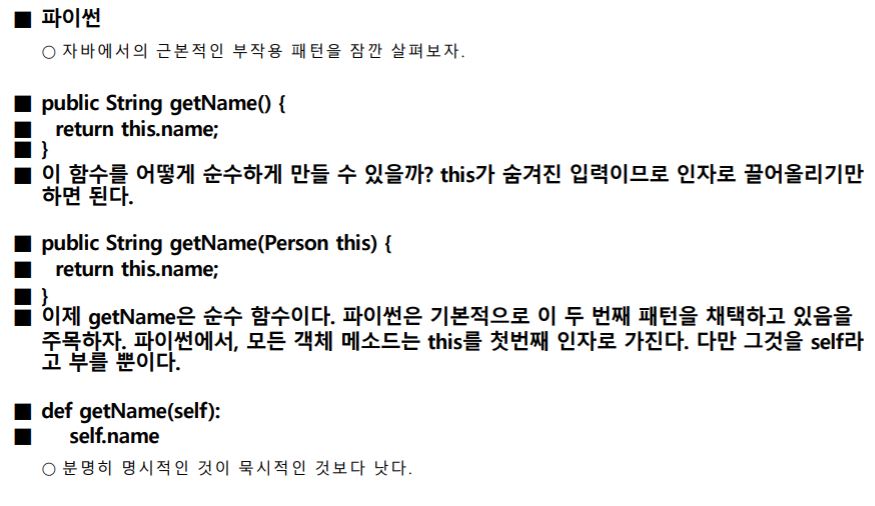 ■ 파이썬
○ 자바에서의 근본적인 부작용 패턴을 잠깐 살펴보자.
■ public String getName() {
■ return this.name;
■ }
■ 이 함수를 어떻게 순수하게 만들 수 있을까? this가 숨겨진 입력이므로 인자로 끌어올리기만
하면 된다.
■ public String getName(Person this) {
■ return this.name;
■ }
■ 이제 getName은 순수 함수이다. 파이썬은 기본적으로 이 두 번째 패턴을 채택하고 있음을
주목하자. 파이썬에서, 모든 객체 메소드는 this를 첫번째 인자로 가진다. 다만 그것을 self라
고 부를 뿐이다.
■ def getName(self):
■ self.name
○ 분명히 명시적인 것이 묵시적인 것보다 낫다.